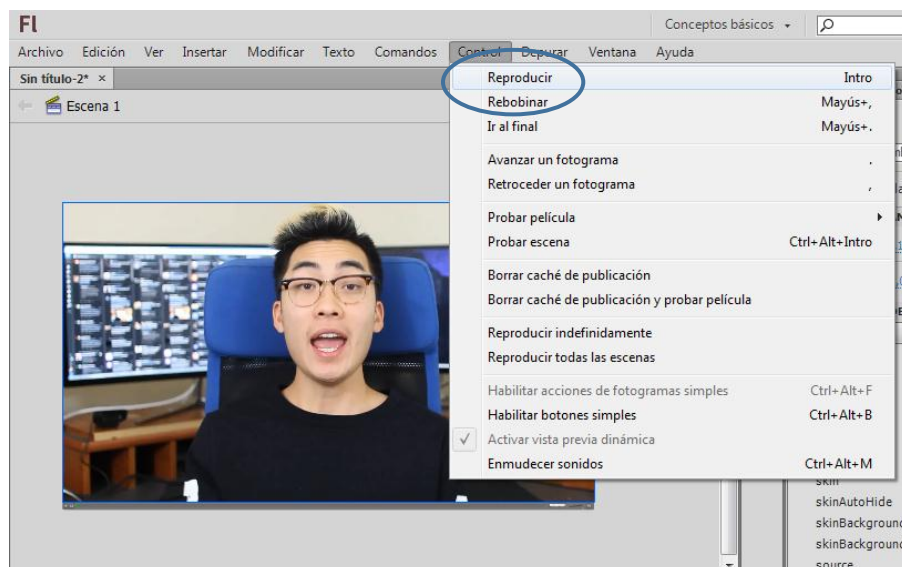 Fl
Conceptos básicos
Archivo Edición Ver Insertar Modificar Texto Comandos Control Depurar Ventana Ayuda
Sin título-2* ×
Escena 1
Reproducir Intro
Rebobinar Mayús+,
Ir al final Mayús+.
Avanzar un fotograma .
Retroceder un fotograma ,
Probar película
Probar escena Ctrl+Alt+Intro
Borrar caché de publicación
Borrar caché de publicación y probar película
Reproducir indefinidamente
Reproducir todas las escenas
Habilitar acciones de fotogramas simples Ctrl+Alt+F
Habilitar botones simples Ctrl+Alt+B
Activar vista previa dinámica
Enmudecer sonidos Ctrl+Alt+M
skin
skinAutoHide
skinBackground
skinBackground
source